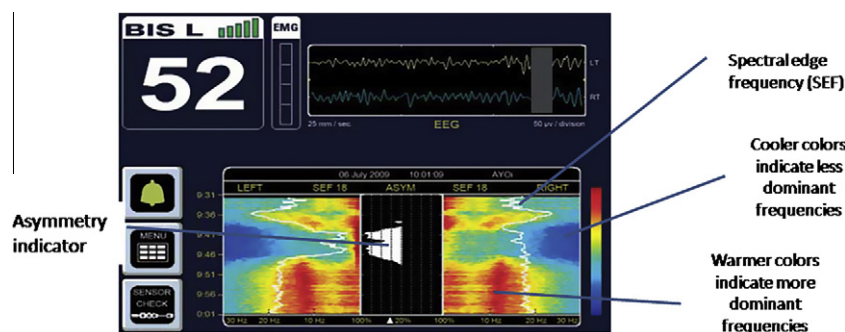 BIS L
EMG
52
LT
RT
25 mm / sec.
EEG
50 µv / division
Spectral edge
frequency (SEF)
Cooler colors
indicate less
dominant
frequencies
Warmer colors
indicate more
dominant
frequencies
Asymmetry
indicator
MENU
SENSOR
CHECK
06 July 2009 10:01:09 AYOi
LEFT SEF 18 ASYM SEF 18 RIGHT
9:31
9:36
9:41
9:46
9:51
9:56
0:01
30 Hz 20 Hz 10 Hz 100% 20% 100% 10 Hz 20 Hz 30 Hz